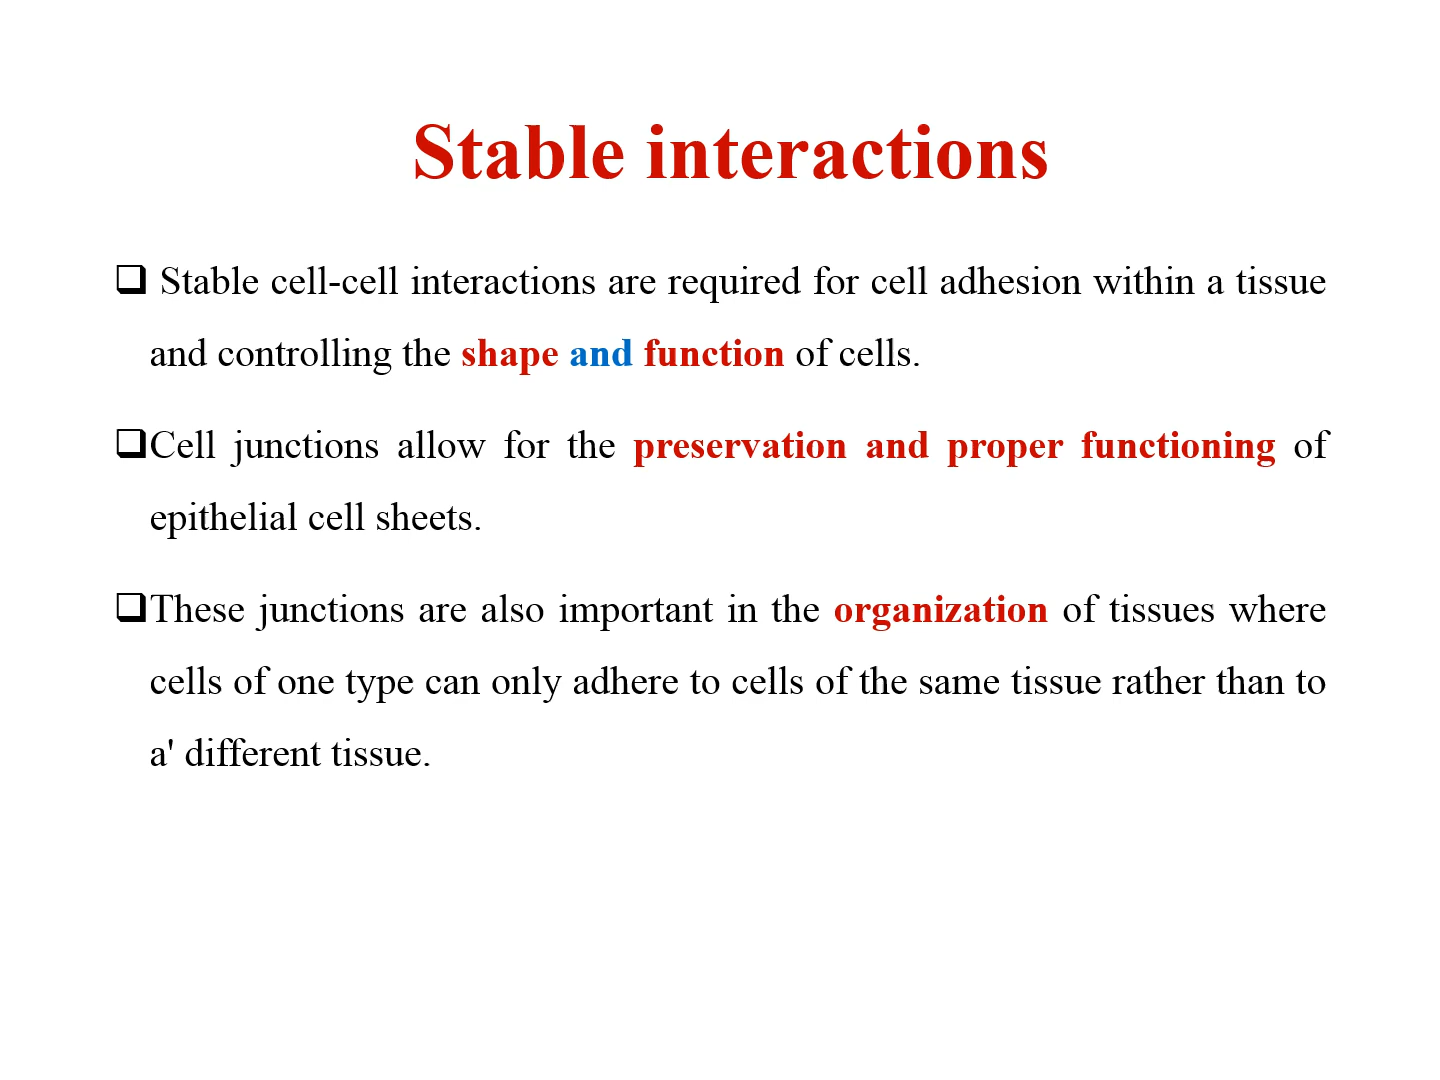 Stable interactions
❑ Stable cell-cell interactions are required for cell adhesion within a tissue
and controlling the shape and function of cells.
❑Cell junctions allow for the preservation and proper functioning of
epithelial cell sheets.
❑These junctions are also important in the organization of tissues where
cells of one type can only adhere to cells of the same tissue rather than to
a' different tissue.